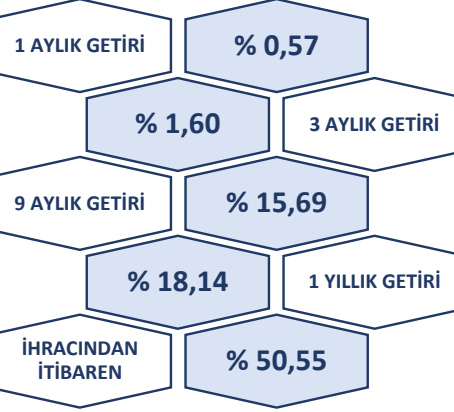 1 AYLIK GETİRİ
% 0,57
% 1,60
3 AYLIK GETİRİ
9 AYLIK GETİRİ
% 15,69
% 18,14
1 YILLIK GETİRİ
İHRACINDAN
İTİBAREN
% 50,55